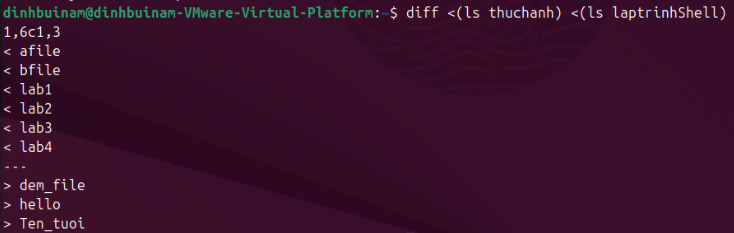 dinhbuinam@dinhbuinam-VMware-Virtual-Platform:~$ diff <(ls thuchanh) <(ls laptrinhShell)
1,6c1,3
< afile
< bfile
< lab1
< lab2
< lab3
< lab4
---
> dem_file
> hello
> Ten_tuoi